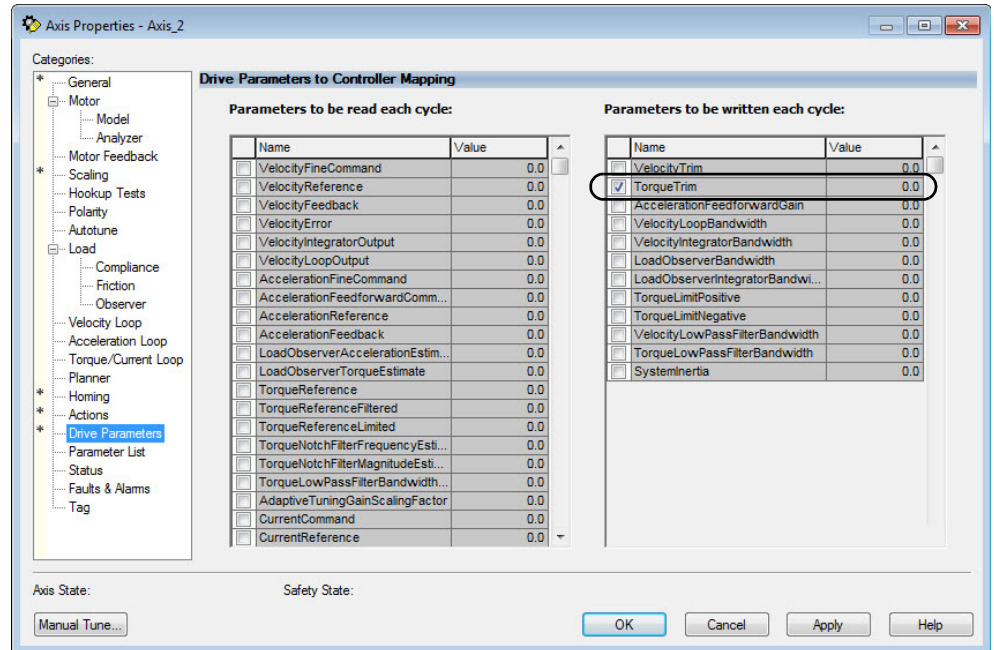 Axis Properties - Axis_2
Categories:
* General
Motor
Model
Analyzer
Motor Feedback
* Scaling
Hookup Tests
Polarity
Autotune
Load
Compliance
Friction
Observer
Velocity Loop
Acceleration Loop
Torque/Current Loop
Planner
* Homing
* Actions
* Drive Parameters
Parameter List
Status
Faults & Alarms
Tag
Drive Parameters to Controller Mapping
Parameters to be read each cycle:
Name Value
VelocityFineCommand 0.0
VelocityReference 0.0
VelocityFeedback 0.0
VelocityError 0.0
VelocityIntegratorOutput 0.0
VelocityLoopOutput 0.0
AccelerationFineCommand 0.0
AccelerationFeedforwardComm... 0.0
AccelerationReference 0.0
AccelerationFeedback 0.0
LoadObserverAccelerationEstim... 0.0
LoadObserverTorqueEstimate 0.0
TorqueReference 0.0
TorqueReferenceFiltered 0.0
TorqueReferenceLimited 0.0
TorqueNotchFilterFrequencyEsti... 0.0
TorqueNotchFilterMagnitudeEsti... 0.0
TorqueLowPassFilterBandwidth... 0.0
AdaptiveTuningGainScalingFactor 0.0
CurrentCommand 0.0
CurrentReference 0.0
Parameters to be written each cycle:
Name Value
VelocityTrim 0.0
TorqueTrim 0.0
AccelerationFeedforwardGain 0.0
VelocityLoopBandwidth 0.0
VelocityIntegratorBandwidth 0.0
LoadObserverBandwidth 0.0
LoadObserverIntegratorBandwi... 0.0
TorqueLimitPositive 0.0
TorqueLimitNegative 0.0
VelocityLowPassFilterBandwidth 0.0
TorqueLowPassFilterBandwidth 0.0
SystemInertia 0.0
Axis State:
Safety State:
Manual Tune...
OK
Cancel
Apply
Help